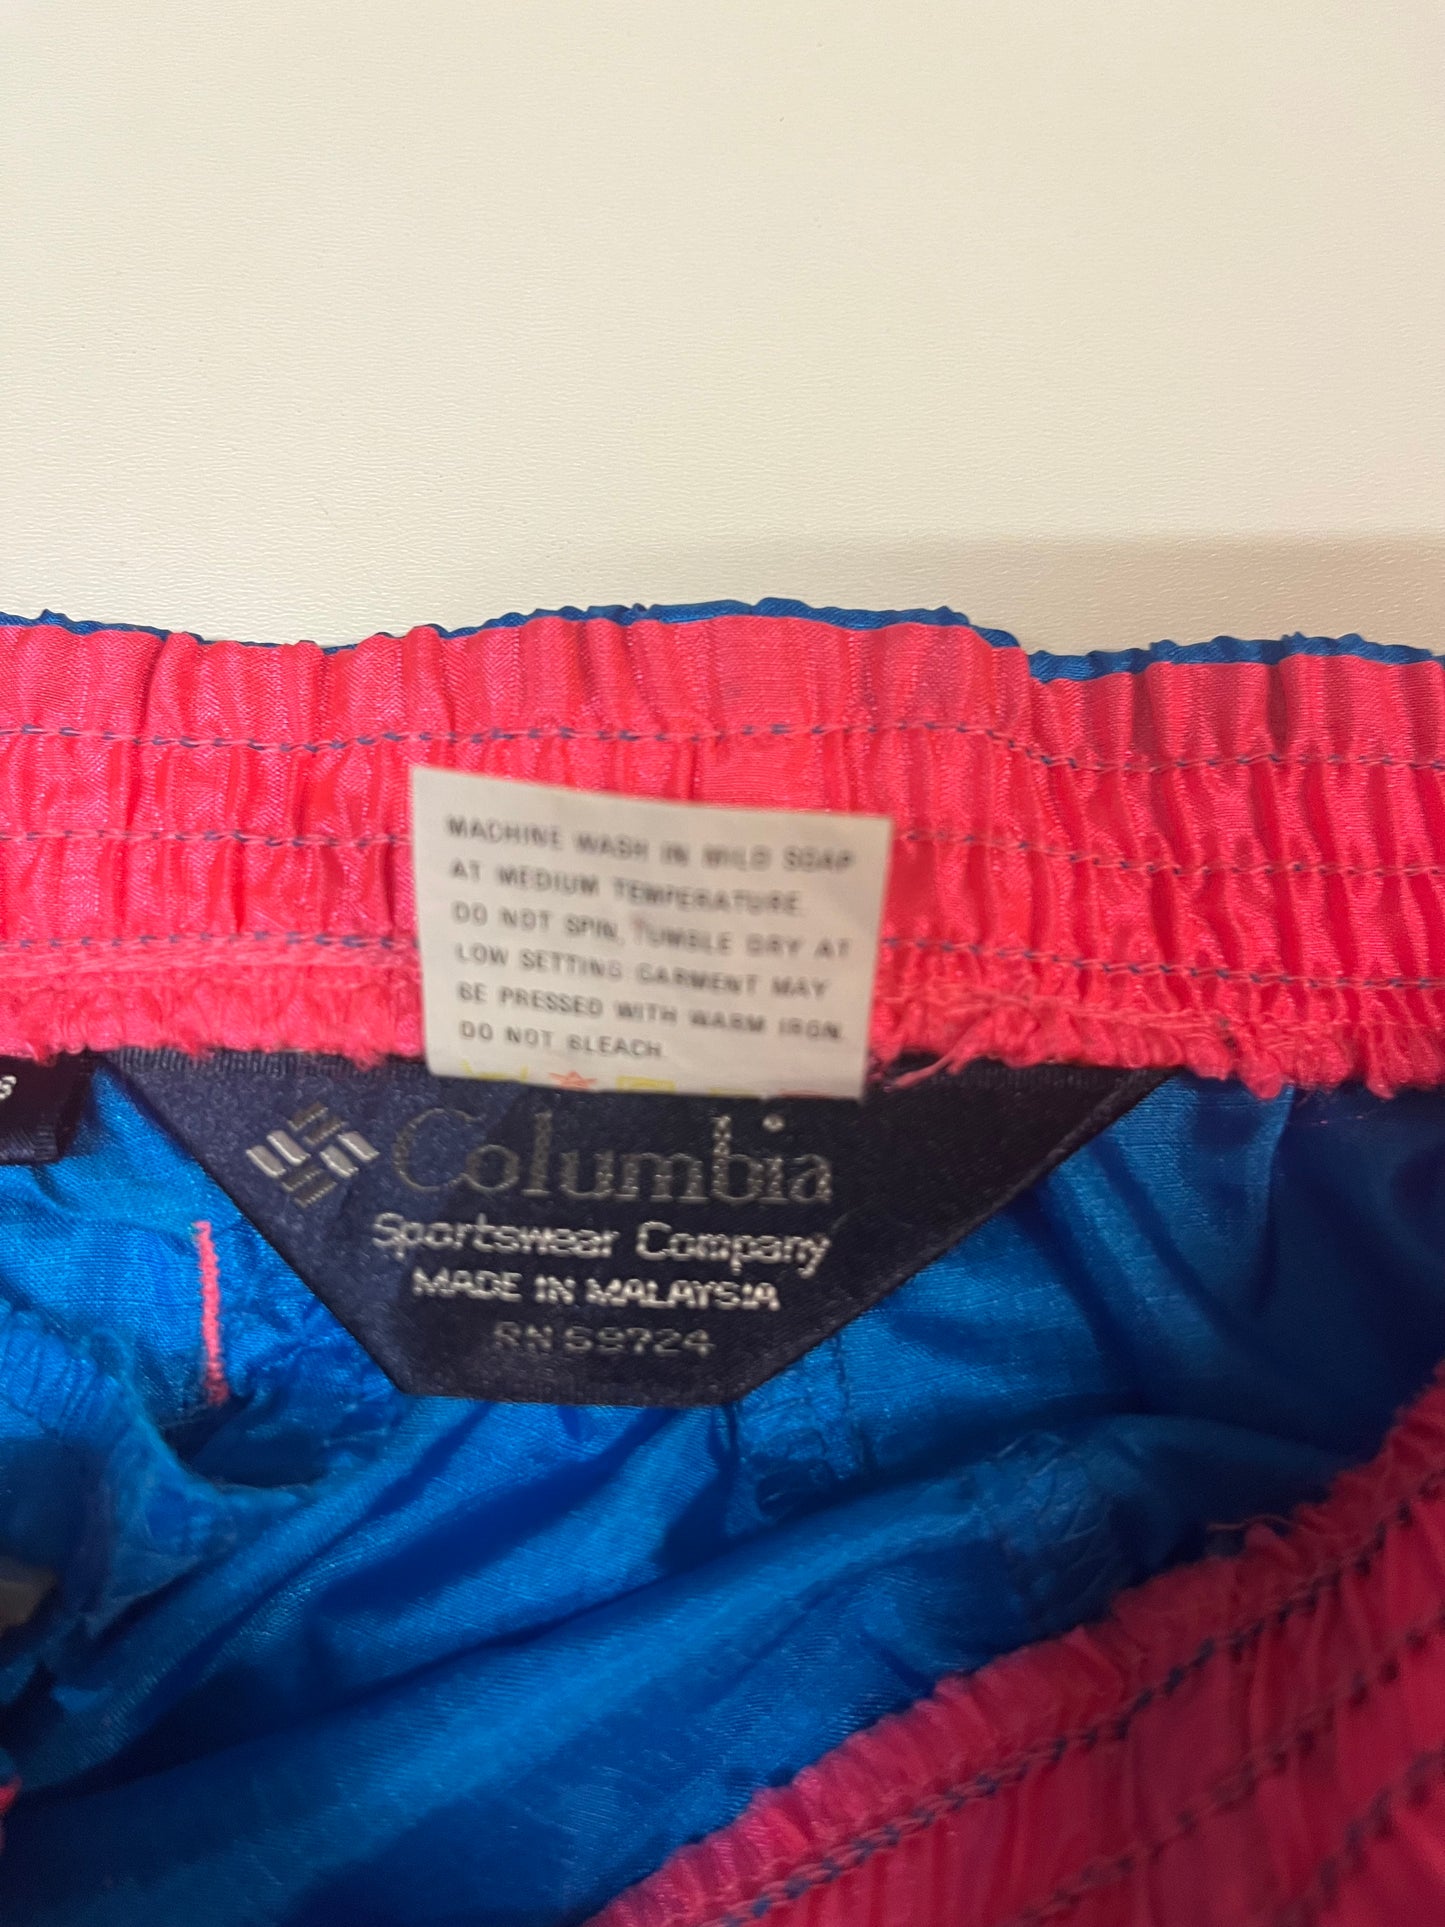 MACHINE WASH IN MILD SOAP
AT MEDIUM TEMPERATURE.
DO NOT SPIN, TUMBLE DRY AT
LOW SETTING GARMENT MAY
BE PRESSED WITH WARM IRON.
DO NOT BLEACH
Columbia
Sportswear Company
MADE IN MALAYSIA
RN 69724